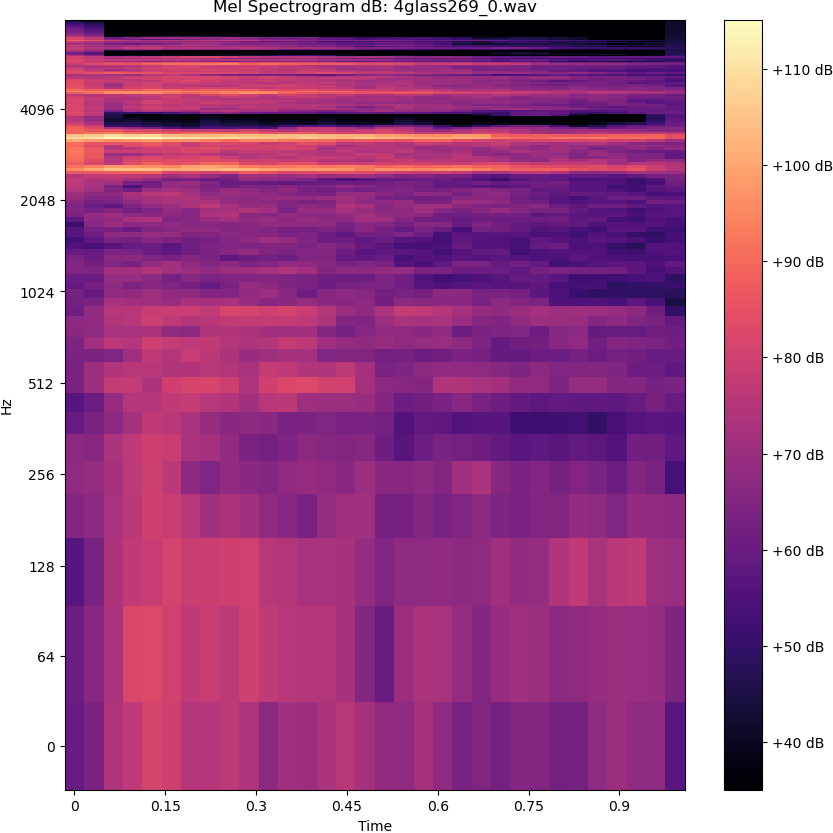 Mel Spectrogram dB: 4glass269_0.wav
4096
2048
1024
512
256
128
64
0
Hz
0
0.15
0.3
0.45
0.6
0.75
0.9
Time
+110 dB
+100 dB
+90 dB
+80 dB
+70 dB
+60 dB
+50 dB
+40 dB